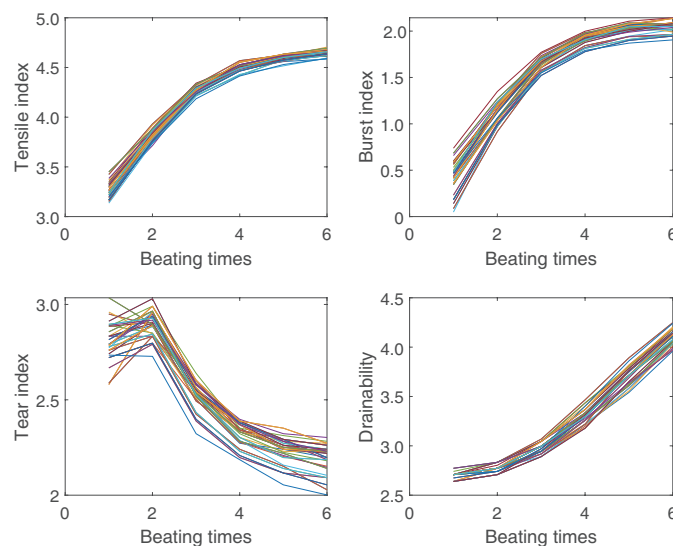 5.0
4.5
4.0
3.5
3.0
Tensile index
0 2 4 6
Beating times
2.0
1.5
1.0
0.5
0
Burst index
0 2 4 6
Beating times
3.0
2.5
2
Tear index
0 2 4 6
Beating times
4.5
4.0
3.5
3.0
2.5
Drainability
0 2 4 6
Beating times